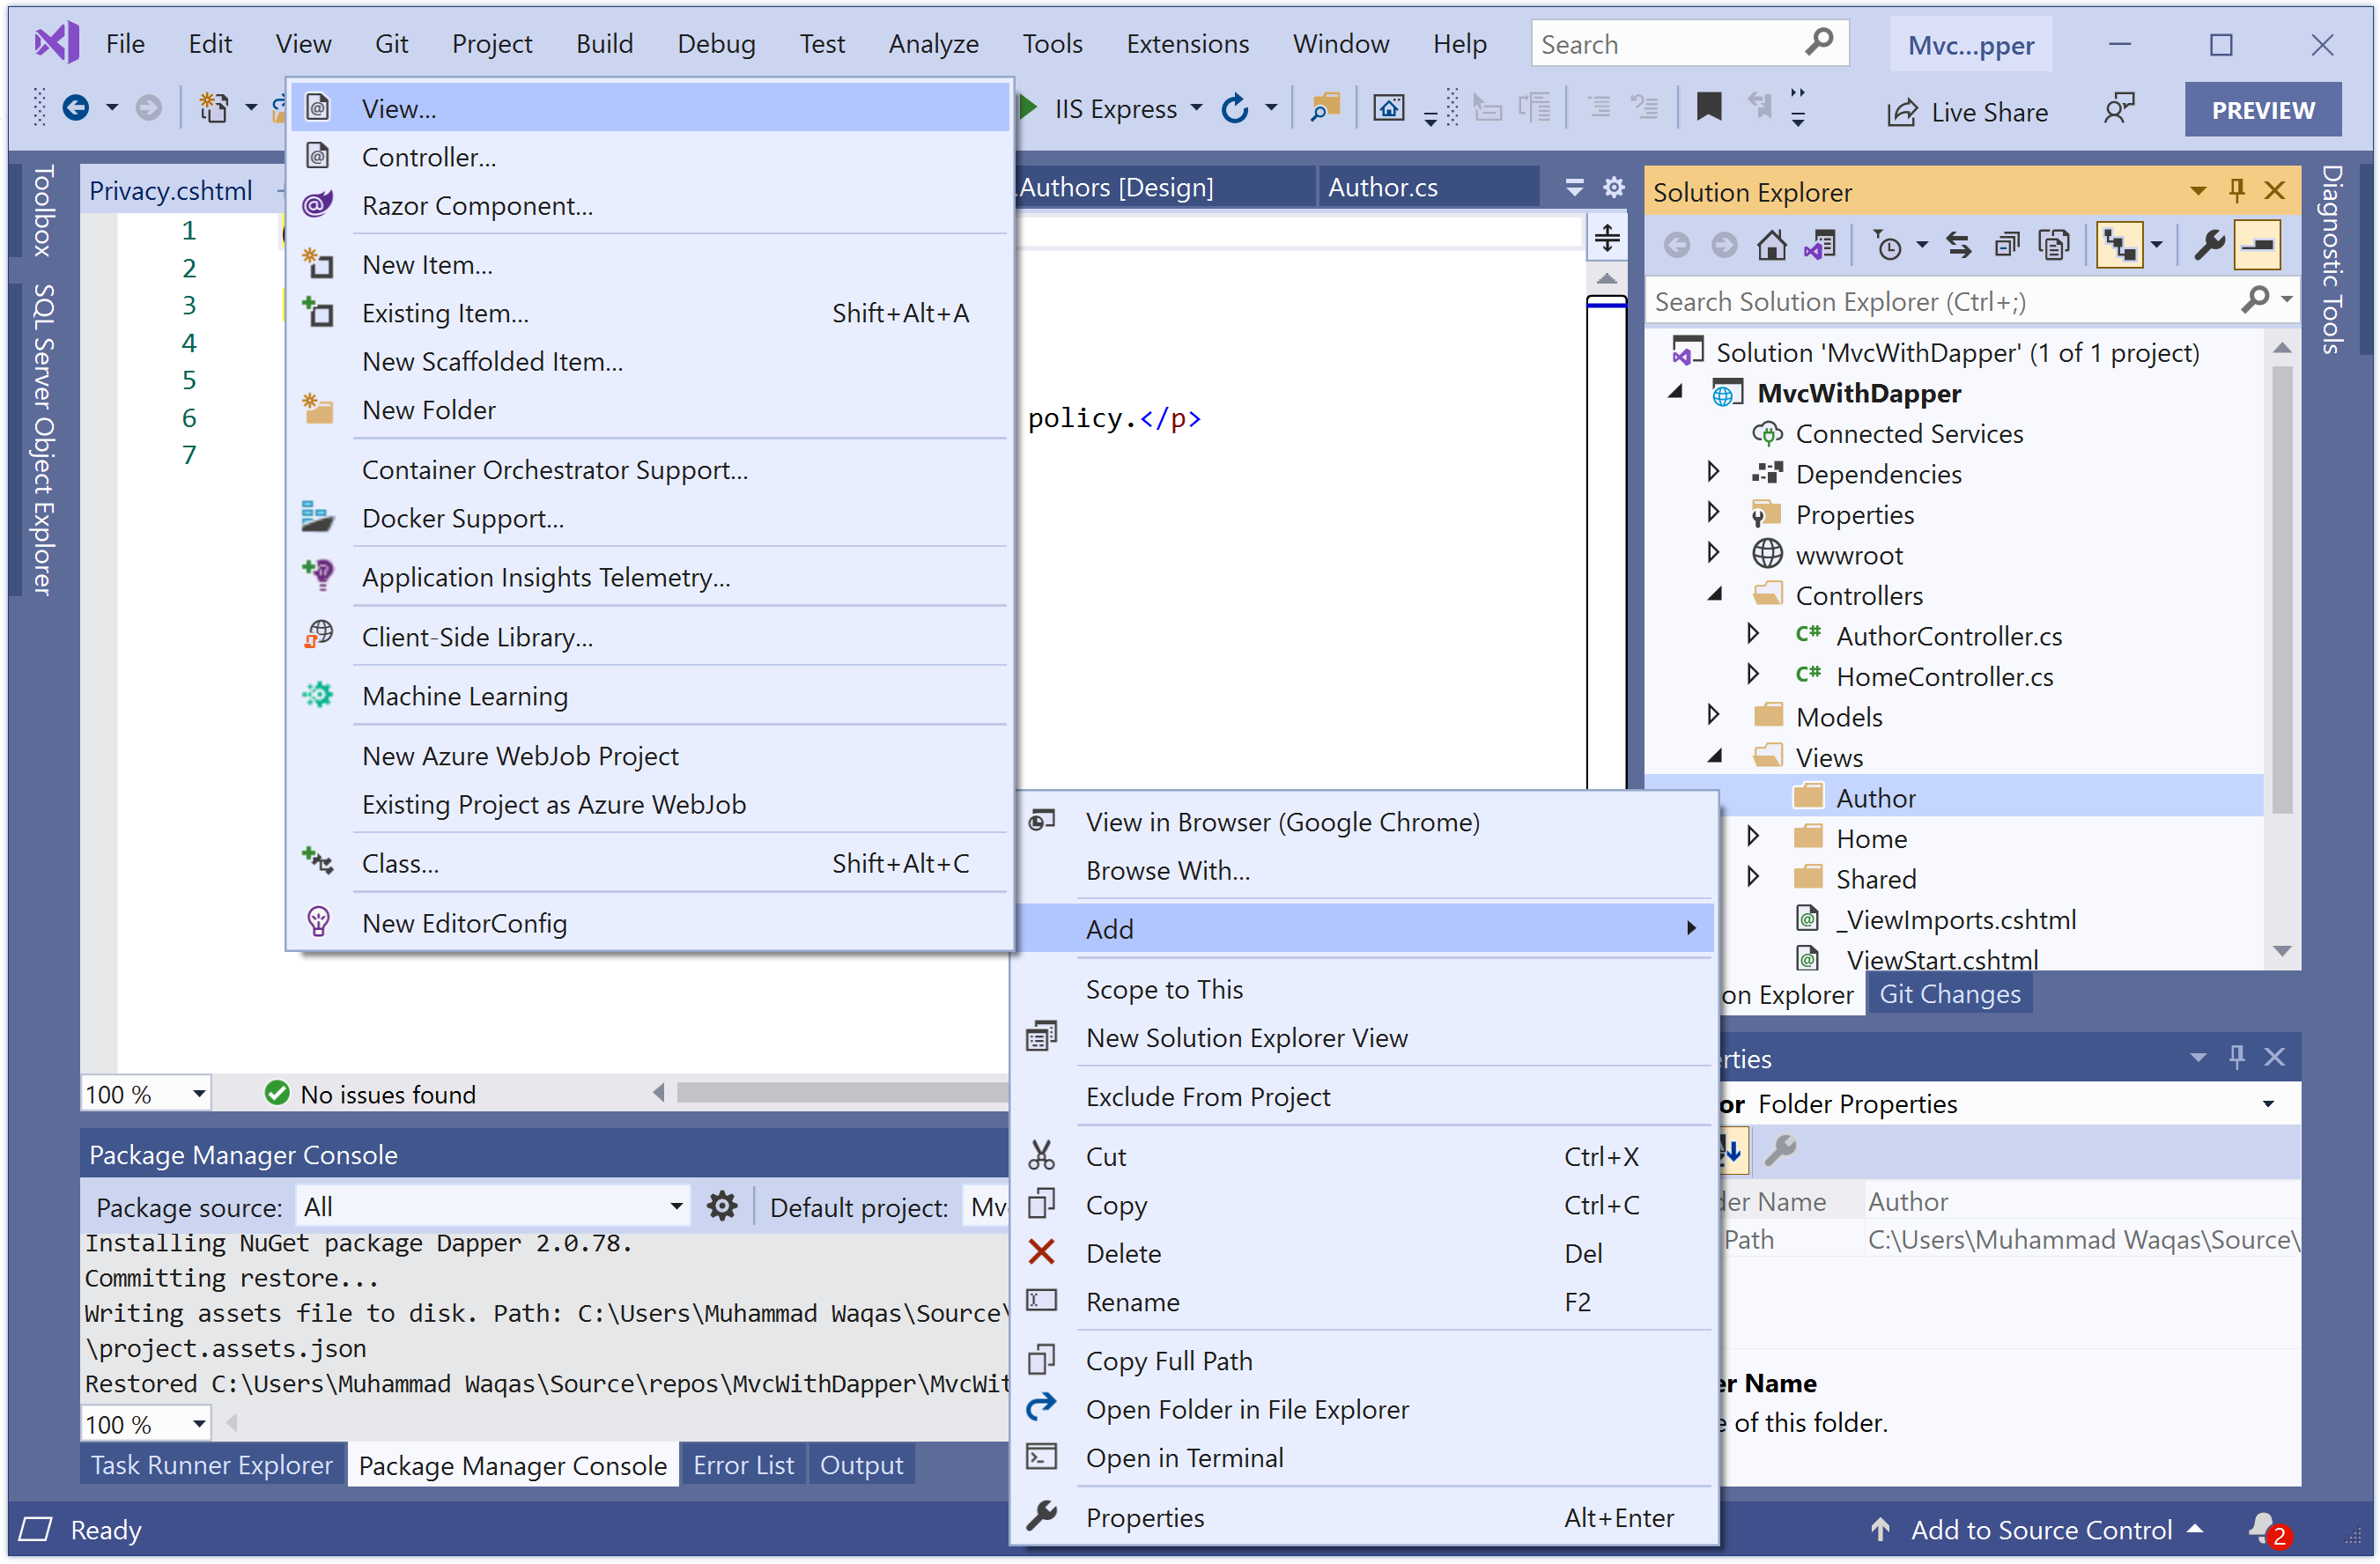 File Edit View Git Project Build Debug Test Analyze Tools Extensions Window Help Search Mvc...pper
IIS Express Live Share PREVIEW
Toolbox
SQL Server Object Explorer
Privacy.cshtml .Authors [Design] Author.cs
1
2
3
4
5
6
7
policy.</p>
View...
Controller...
Razor Component...
New Item...
Existing Item... Shift+Alt+A
New Scaffolded Item...
New Folder
Container Orchestrator Support...
Docker Support...
Application Insights Telemetry...
Client-Side Library...
Machine Learning
New Azure WebJob Project
Existing Project as Azure WebJob
Class... Shift+Alt+C
New EditorConfig
View in Browser (Google Chrome)
Browse With...
Add
Scope to This
New Solution Explorer View
Exclude From Project
Cut Ctrl+X
Copy Ctrl+C
Delete Del
Rename F2
Copy Full Path
Open Folder in File Explorer
Open in Terminal
Properties Alt+Enter
Solution Explorer
Search Solution Explorer (Ctrl+;)
Solution 'MvcWithDapper' (1 of 1 project)
MvcWithDapper
Connected Services
Dependencies
Properties
wwwroot
Controllers
C# AuthorController.cs
C# HomeController.cs
Models
Views
Author
Home
Shared
_ViewImports.cshtml
ViewStart.cshtml
on Explorer Git Changes
Diagnostic Tools
rties
or Folder Properties
der Name Author
Path C:\Users\Muhammad Waqas\Source\
er Name
e of this folder.
100 % No issues found
Package Manager Console
Package source: All Default project: Mv
Installing NuGet package Dapper 2.0.78.
Committing restore...
Writing assets file to disk. Path: C:\Users\Muhammad Waqas\Source\
\project.assets.json
Restored C:\Users\Muhammad Waqas\Source\repos\MvcWithDapper\MvcWit
100 %
Task Runner Explorer Package Manager Console Error List Output
Ready Add to Source Control 2